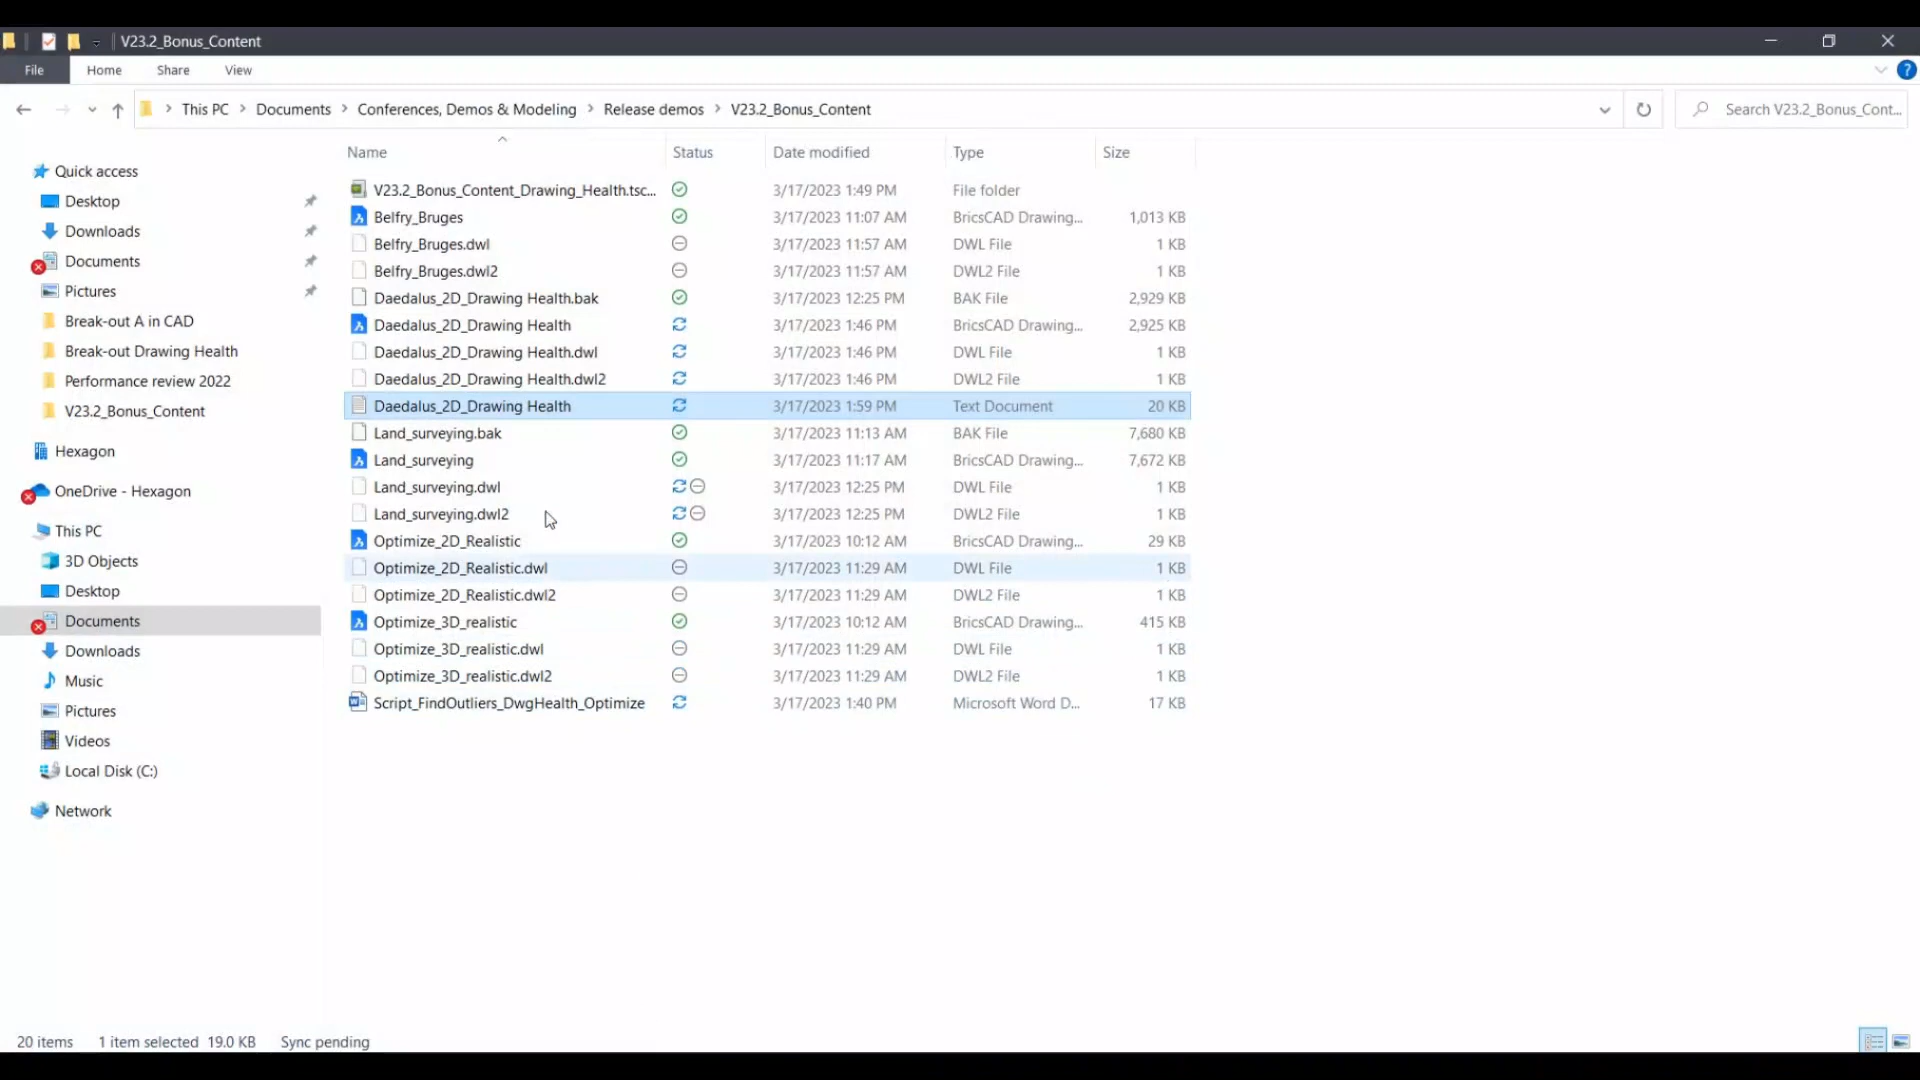 V23.2_Bonus_Content
File Home Share View
This PC Documents Conferences, Demos & Modeling Release demos V23.2_Bonus_Content Search V23.2_Bonus_Cont...
Name Status Date modified Type Size
Quick access
Desktop
Downloads
Documents
Pictures
Break-out A in CAD
Break-out Drawing Health
Performance review 2022
V23.2_Bonus_Content
Hexagon
OneDrive - Hexagon
This PC
3D Objects
Desktop
Documents
Downloads
Music
Pictures
Videos
Local Disk (C:)
Network
V23.2_Bonus_Content_Drawing_Health.tsc... 3/17/2023 1:49 PM File folder
Belfry_Bruges 3/17/2023 11:07 AM BricsCAD Drawing... 1,013 KB
Belfry_Bruges.dwl 3/17/2023 11:57 AM DWL File 1 KB
Belfry_Bruges.dwl2 3/17/2023 11:57 AM DWL2 File 1 KB
Daedalus_2D_Drawing Health.bak 3/17/2023 12:25 PM BAK File 2,929 KB
Daedalus_2D_Drawing Health 3/17/2023 1:46 PM BricsCAD Drawing... 2,925 KB
Daedalus_2D_Drawing Health.dwl 3/17/2023 1:46 PM DWL File 1 KB
Daedalus_2D_Drawing Health.dwl2 3/17/2023 1:46 PM DWL2 File 1 KB
Daedalus_2D_Drawing Health 3/17/2023 1:59 PM Text Document 20 KB
Land_surveying.bak 3/17/2023 11:13 AM BAK File 7,680 KB
Land_surveying 3/17/2023 11:17 AM BricsCAD Drawing... 7,672 KB
Land_surveying.dwl 3/17/2023 12:25 PM DWL File 1 KB
Land_surveying.dwl2 3/17/2023 12:25 PM DWL2 File 1 KB
Optimize_2D_Realistic 3/17/2023 10:12 AM BricsCAD Drawing... 29 KB
Optimize_2D_Realistic.dwl 3/17/2023 11:29 AM DWL File 1 KB
Optimize_2D_Realistic.dwl2 3/17/2023 11:29 AM DWL2 File 1 KB
Optimize_3D_realistic 3/17/2023 10:12 AM BricsCAD Drawing... 415 KB
Optimize_3D_realistic.dwl 3/17/2023 11:29 AM DWL File 1 KB
Optimize_3D_realistic.dwl2 3/17/2023 11:29 AM DWL2 File 1 KB
Script_FindOutliers_DwgHealth_Optimize 3/17/2023 1:40 PM Microsoft Word D... 17 KB
20 items 1 item selected 19.0 KB Sync pending